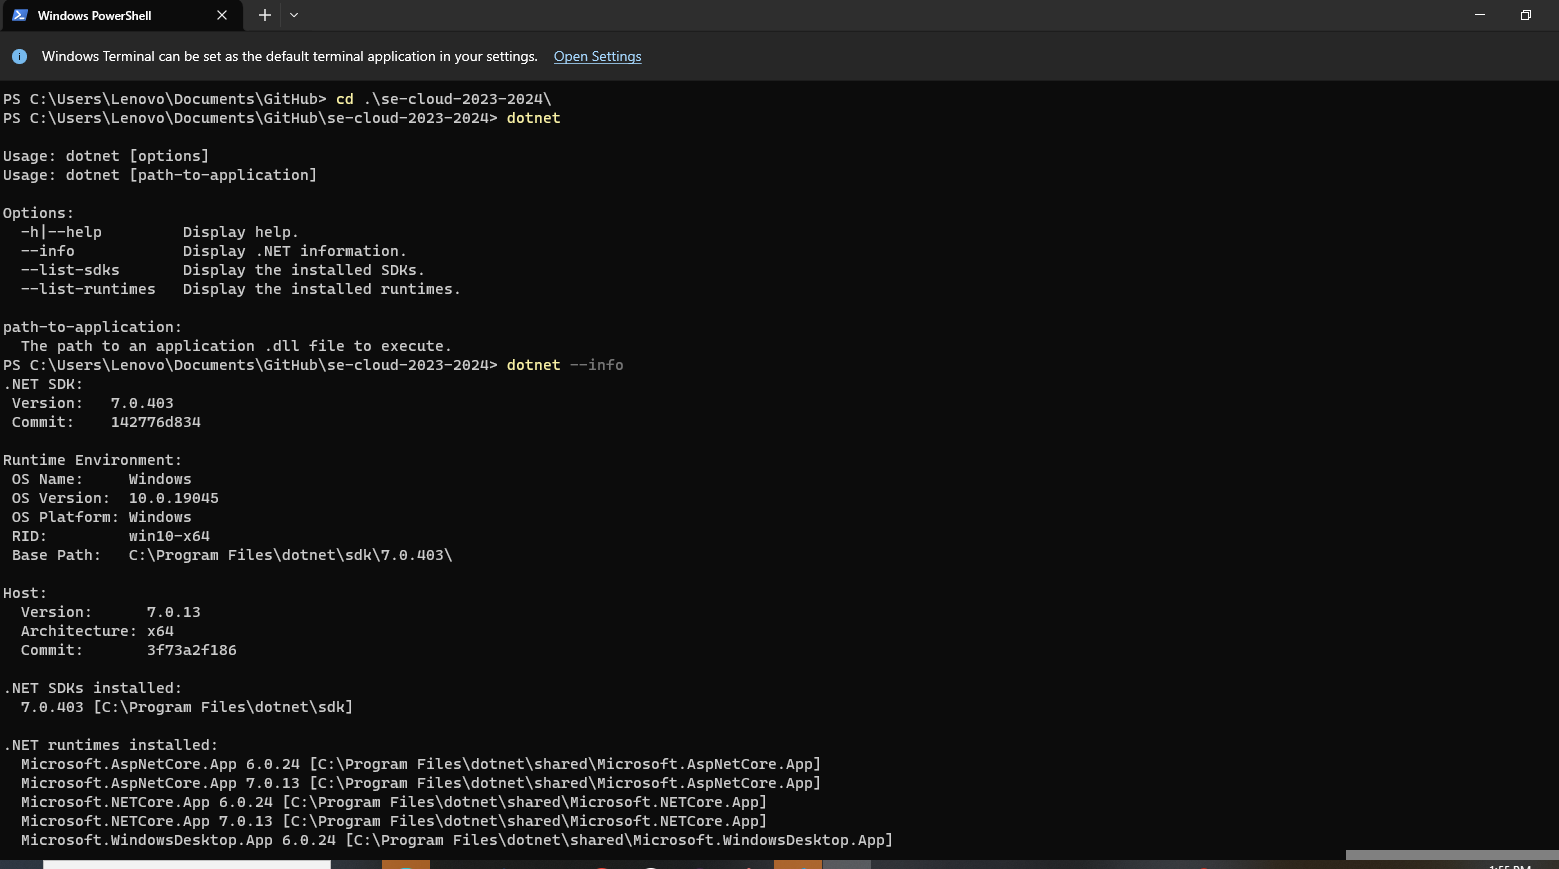 Windows PowerShell
Windows Terminal can be set as the default terminal application in your settings. Open Settings
PS C:\Users\Lenovo\Documents\GitHub> cd .\se-cloud-2023-2024\
PS C:\Users\Lenovo\Documents\GitHub\se-cloud-2023-2024> dotnet
Usage: dotnet [options]
Usage: dotnet [path-to-application]
Options:
-h|--help Display help.
--info Display .NET information.
--list-sdks Display the installed SDKs.
--list-runtimes Display the installed runtimes.
path-to-application:
The path to an application .dll file to execute.
PS C:\Users\Lenovo\Documents\GitHub\se-cloud-2023-2024> dotnet --info
.NET SDK:
Version: 7.0.403
Commit: 142776d834
Runtime Environment:
OS Name: Windows
OS Version: 10.0.19045
OS Platform: Windows
RID: win10-x64
Base Path: C:\Program Files\dotnet\sdk\7.0.403\
Host:
Version: 7.0.13
Architecture: x64
Commit: 3f73a2f186
.NET SDKs installed:
7.0.403 [C:\Program Files\dotnet\sdk]
.NET runtimes installed:
Microsoft.AspNetCore.App 6.0.24 [C:\Program Files\dotnet\shared\Microsoft.AspNetCore.App]
Microsoft.AspNetCore.App 7.0.13 [C:\Program Files\dotnet\shared\Microsoft.AspNetCore.App]
Microsoft.NETCore.App 6.0.24 [C:\Program Files\dotnet\shared\Microsoft.NETCore.App]
Microsoft.NETCore.App 7.0.13 [C:\Program Files\dotnet\shared\Microsoft.NETCore.App]
Microsoft.WindowsDesktop.App 6.0.24 [C:\Program Files\dotnet\shared\Microsoft.WindowsDesktop.App]